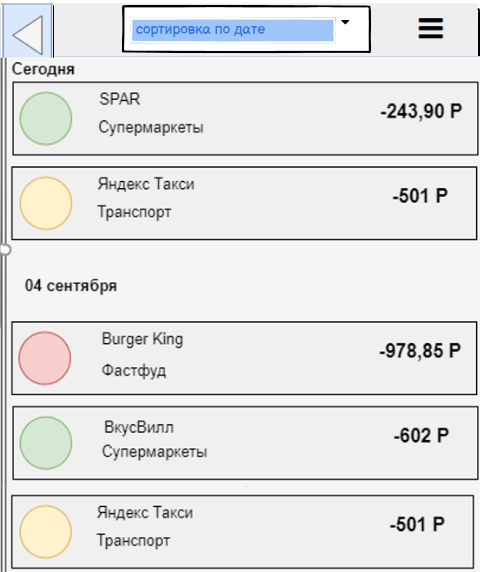 сортировка по дате
Сегодня
SPAR
-243,90 Р
Супермаркеты
Яндекс Такси
-501 Р
Транспорт
04 сентября
Burger King
-978,85 Р
Фастфуд
ВкусВилл
-602 Р
Супермаркеты
Яндекс Такси
-501 Р
Транспорт